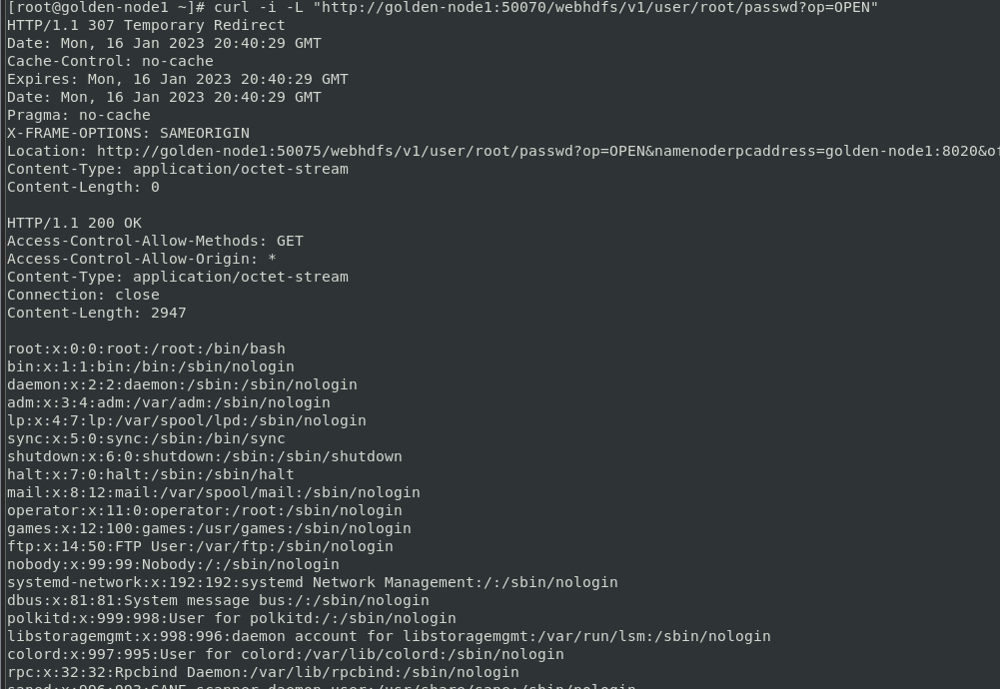 [root@golden-node1 ~]# curl -i -L "http://golden-node1:50070/webhdfs/v1/user/root/passwd?op=OPEN"
HTTP/1.1 307 Temporary Redirect
Date: Mon, 16 Jan 2023 20:40:29 GMT
Cache-Control: no-cache
Expires: Mon, 16 Jan 2023 20:40:29 GMT
Date: Mon, 16 Jan 2023 20:40:29 GMT
Pragma: no-cache
X-FRAME-OPTIONS: SAMEORIGIN
Location: http://golden-node1:50075/webhdfs/v1/user/root/passwd?op=OPEN&namenoderpcaddress=golden-node1:8020&of
Content-Type: application/octet-stream
Content-Length: 0

HTTP/1.1 200 OK
Access-Control-Allow-Methods: GET
Access-Control-Allow-Origin: *
Content-Type: application/octet-stream
Connection: close
Content-Length: 2947

root:x:0:0:root:/root:/bin/bash
bin:x:1:1:bin:/bin:/sbin/nologin
daemon:x:2:2:daemon:/sbin:/sbin/nologin
adm:x:3:4:adm:/var/adm:/sbin/nologin
lp:x:4:7:lp:/var/spool/lpd:/sbin/nologin
sync:x:5:0:sync:/sbin:/bin/sync
shutdown:x:6:0:shutdown:/sbin:/sbin/shutdown
halt:x:7:0:halt:/sbin:/sbin/halt
mail:x:8:12:mail:/var/spool/mail:/sbin/nologin
operator:x:11:0:operator:/root:/sbin/nologin
games:x:12:100:games:/usr/games:/sbin/nologin
ftp:x:14:50:FTP User:/var/ftp:/sbin/nologin
nobody:x:99:99:Nobody:/:/sbin/nologin
systemd-network:x:192:192:systemd Network Management:/:/sbin/nologin
dbus:x:81:81:System message bus:/:/sbin/nologin
polkitd:x:999:998:User for polkitd:/:/sbin/nologin
libstoragemgmt:x:998:996:daemon account for libstoragemgmt:/var/run/lsm:/sbin/nologin
colord:x:997:995:User for colord:/var/lib/colord:/sbin/nologin
rpc:x:32:32:Rpcbind Daemon:/var/lib/rpcbind:/sbin/nologin
saned:x:996:993:SANE scanner daemon user:/usr/share/sane:/sbin/nologin